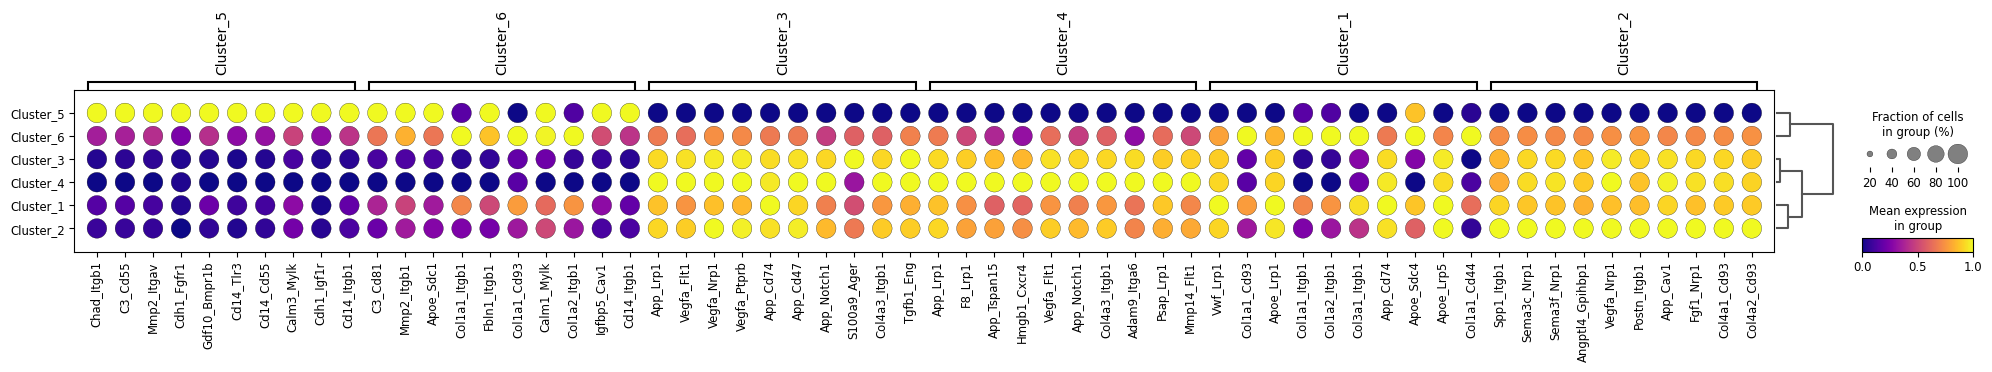 Cluster_5
Cluster_6
Cluster_3
Cluster_4
Cluster_1
Cluster_2
Cluster_5
Cluster_6
Cluster_3
Cluster_4
Cluster_1
Cluster_2
Chad_Itgb1
C3_Cd55
Mmp2_Itgav
Cdh1_Fgfr1
Gdf10_Bmpr1b
Cd14_Tlr3
Cd14_Cd55
Calm3_Mylk
Cdh1_Igf1r
Cd14_Itgb1
C3_Cd81
Mmp2_Itgb1
Apoe_Sdc1
Col1a1_Itgb1
Fbln1_Itgb1
Col1a1_Cd93
Calm1_Mylk
Col1a2_Itgb1
Igfbp5_Cav1
Cd14_Itgb1
App_Lrp1
Vegfa_Flt1
Vegfa_Nrp1
Vegfa_Ptprb
App_Cd74
App_Cd47
App_Notch1
S100a9_Ager
Col4a3_Itgb1
Tgfb1_Eng
App_Lrp1
F8_Lrp1
App_Tspan15
Hmgb1_Cxcr4
Vegfa_Flt1
App_Notch1
Col4a3_Itgb1
Adam9_Itga6
Psap_Lrp1
Mmp14_Flt1
Vwf_Lrp1
Col1a1_Cd93
Apoe_Lrp1
Col1a1_Itgb1
Col1a2_Itgb1
Col3a1_Itgb1
App_Cd74
Apoe_Sdc4
Apoe_Lrp5
Col1a1_Cd44
Spp1_Itgb1
Sema3c_Nrp1
Sema3f_Nrp1
Angptl4_Gpihbp1
Vegfa_Nrp1
Postn_Itgb1
App_Cav1
Fgf1_Nrp1
Col4a1_Cd93
Col4a2_Cd93
Fraction of cells
in group (%)
20 40 60 80 100
Mean expression
in group
0.0 0.5 1.0